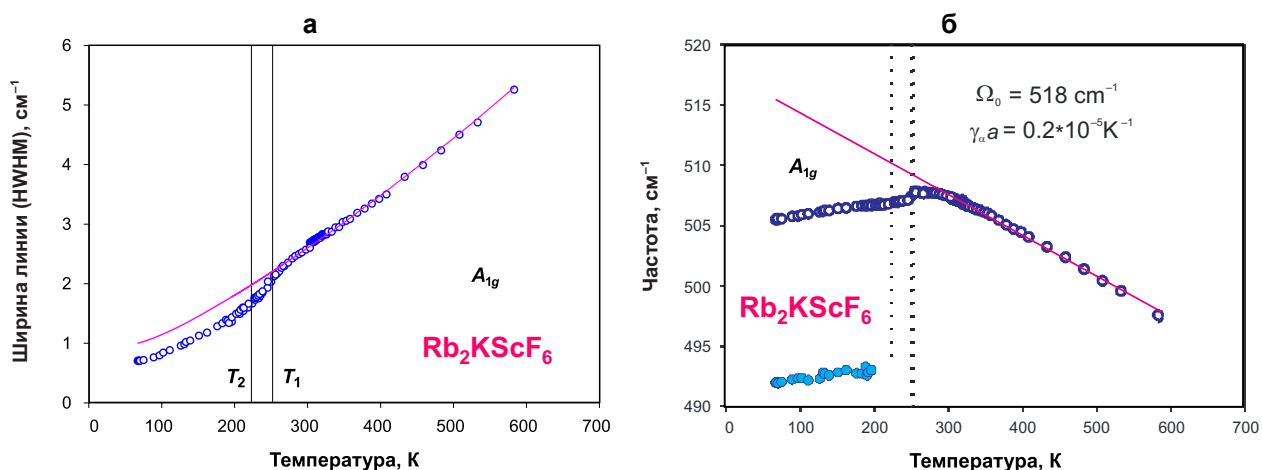 а
Ширина линии (HWHM), см⁻¹
6
5
4
3
2
1
0
A₁g
Rb₂KScF₆
T₂
T₁
0 100 200 300 400 500 600 700
Температура, К
б
Частота, см⁻¹
520
515
510
505
500
495
490
Ω₀ = 518 cm⁻¹
γₐa = 0.2*10⁻⁵K⁻¹
A₁g
Rb₂KScF₆
0 100 200 300 400 500 600 700
Температура, К